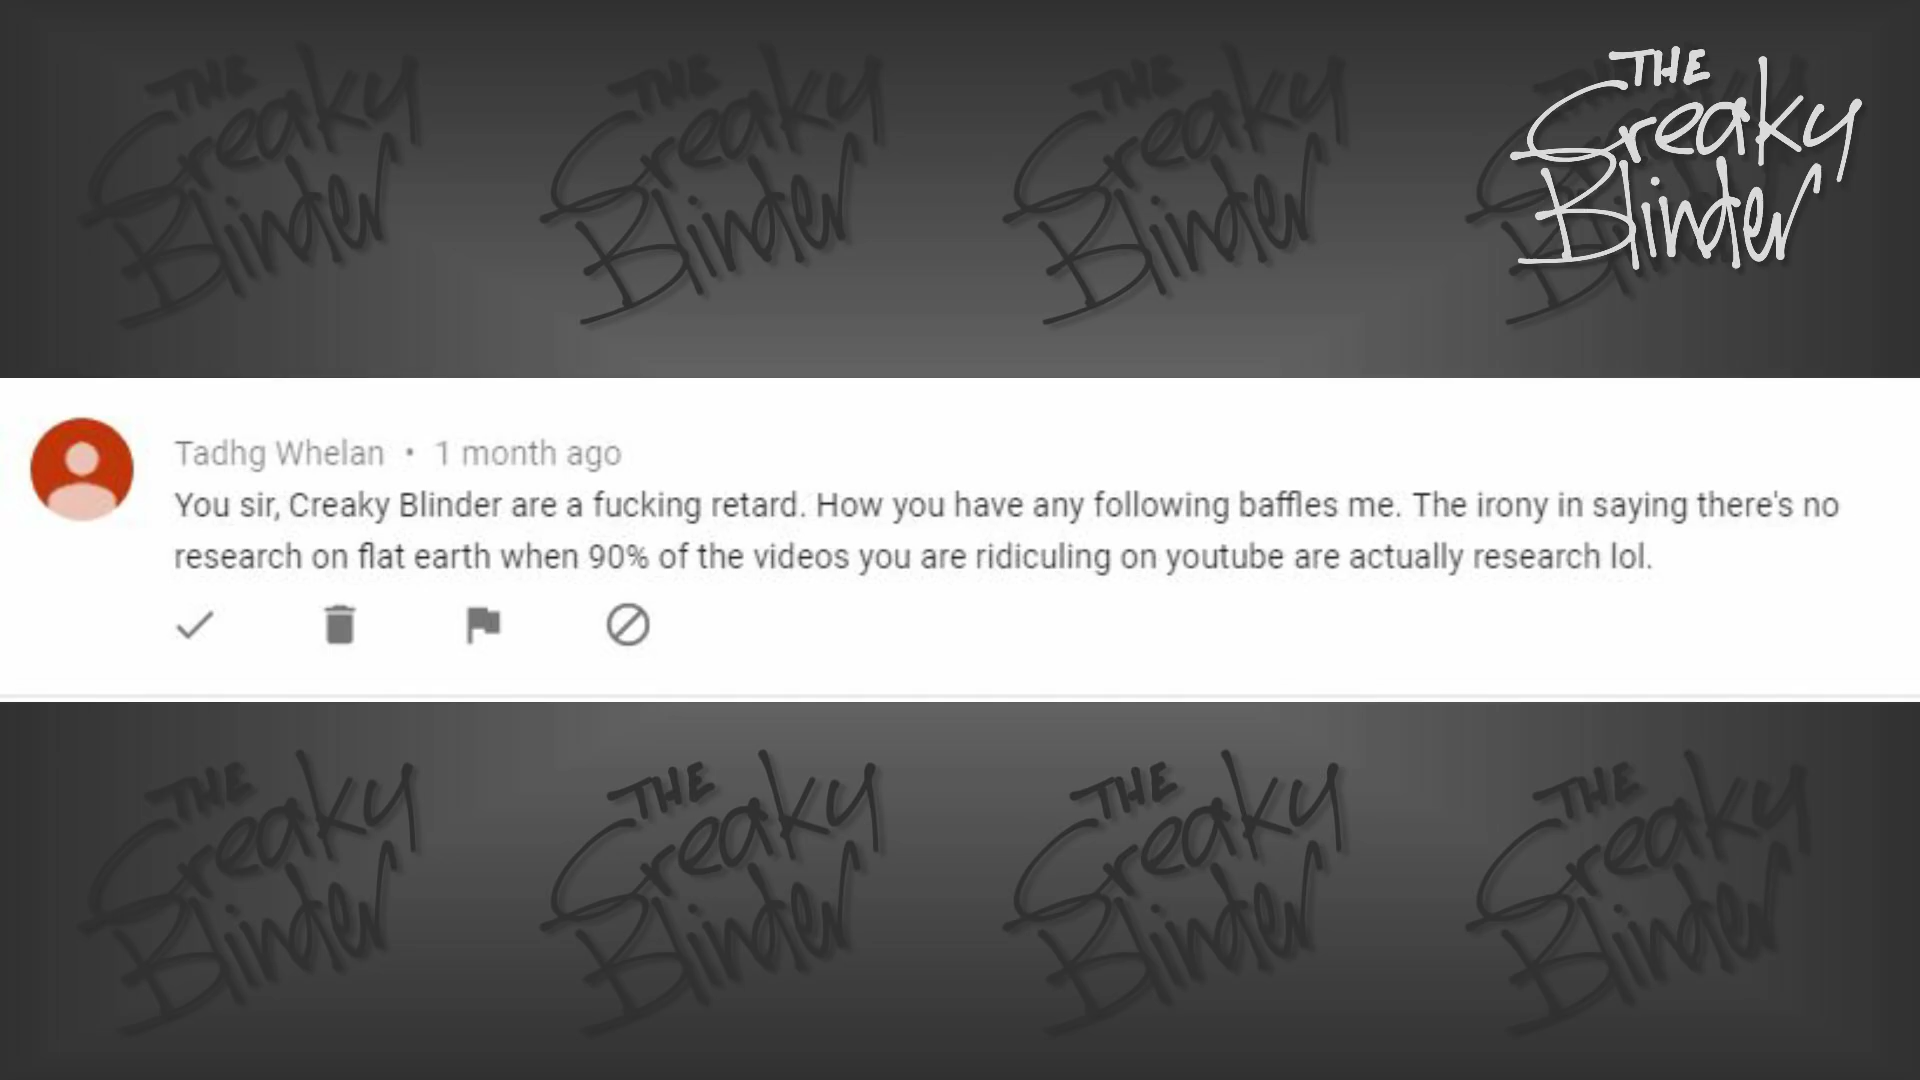 THE
Creaky
Blinder
THE
Creaky
Blinder
THE
Creaky
Blinder
THE
Creaky
Blinder
THE
Creaky
Blinder
Tadhg Whelan • 1 month ago
You sir, Creaky Blinder are a fucking retard. How you have any following baffles me. The irony in saying there's no
research on flat earth when 90% of the videos you are ridiculing on youtube are actually research lol.
THE
Creaky
Blinder
THE
Creaky
Blinder
THE
Creaky
Blinder
THE
Creaky
Blinder